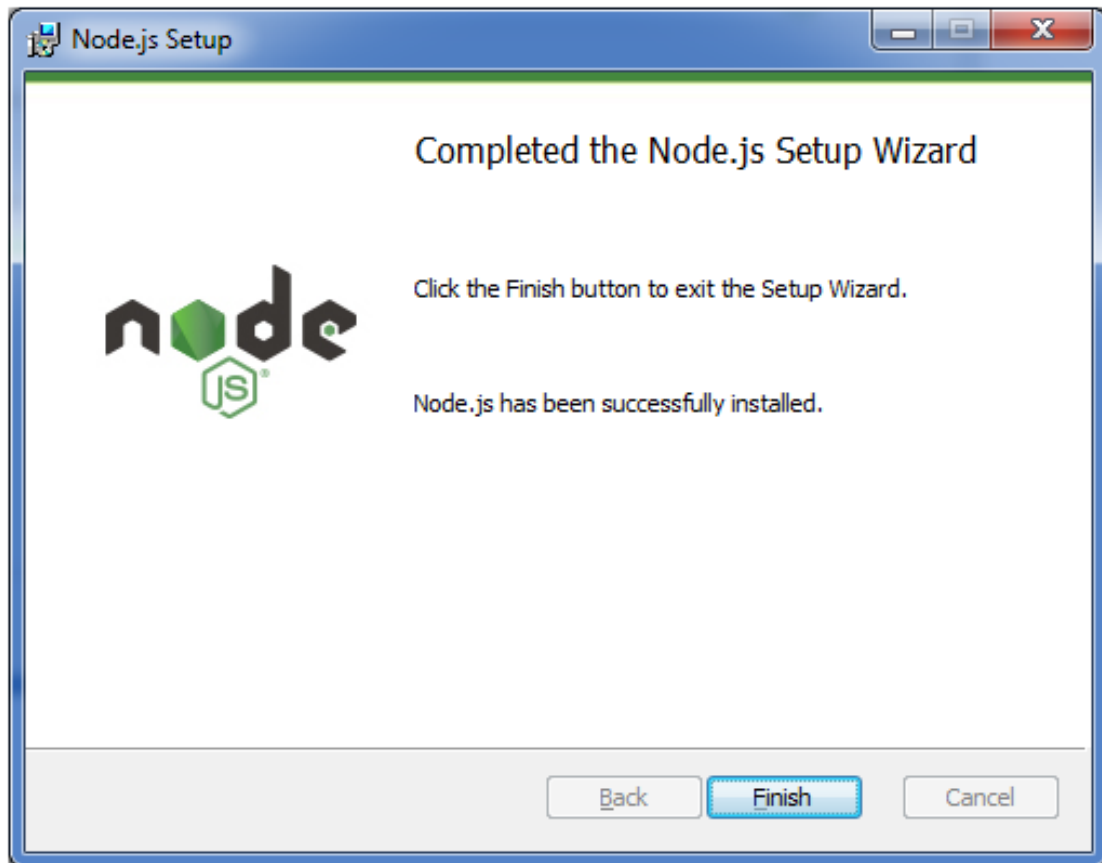 Node.js Setup
Completed the Node.js Setup Wizard
Click the Finish button to exit the Setup Wizard.
node
JS®
Node.js has been successfully installed.
Back
Finish
Cancel